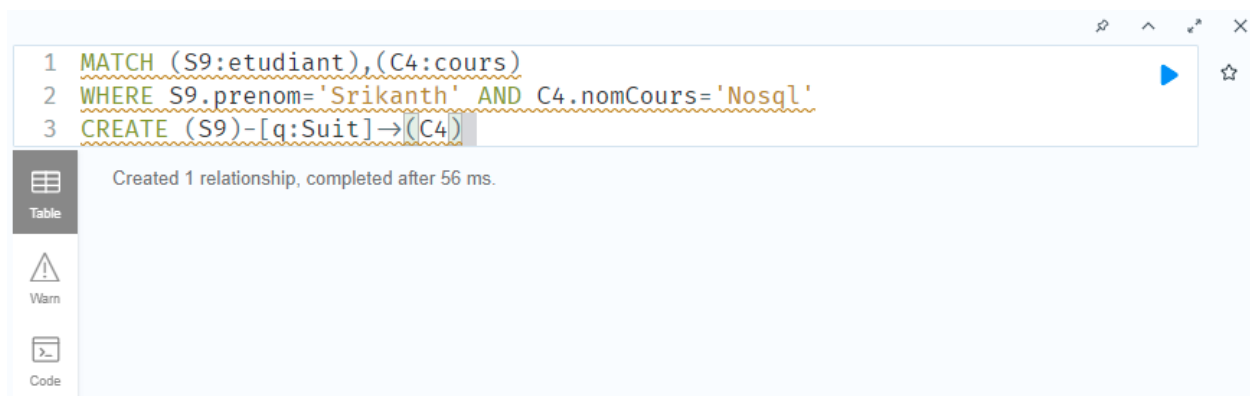 1 MATCH (S9:etudiant),(C4:cours)
2 WHERE S9.prenom='Srikanth' AND C4.nomCours='Nosql'
3 CREATE (S9)-[q:Suit]→(C4)
Created 1 relationship, completed after 56 ms.
Table
Warn
Code